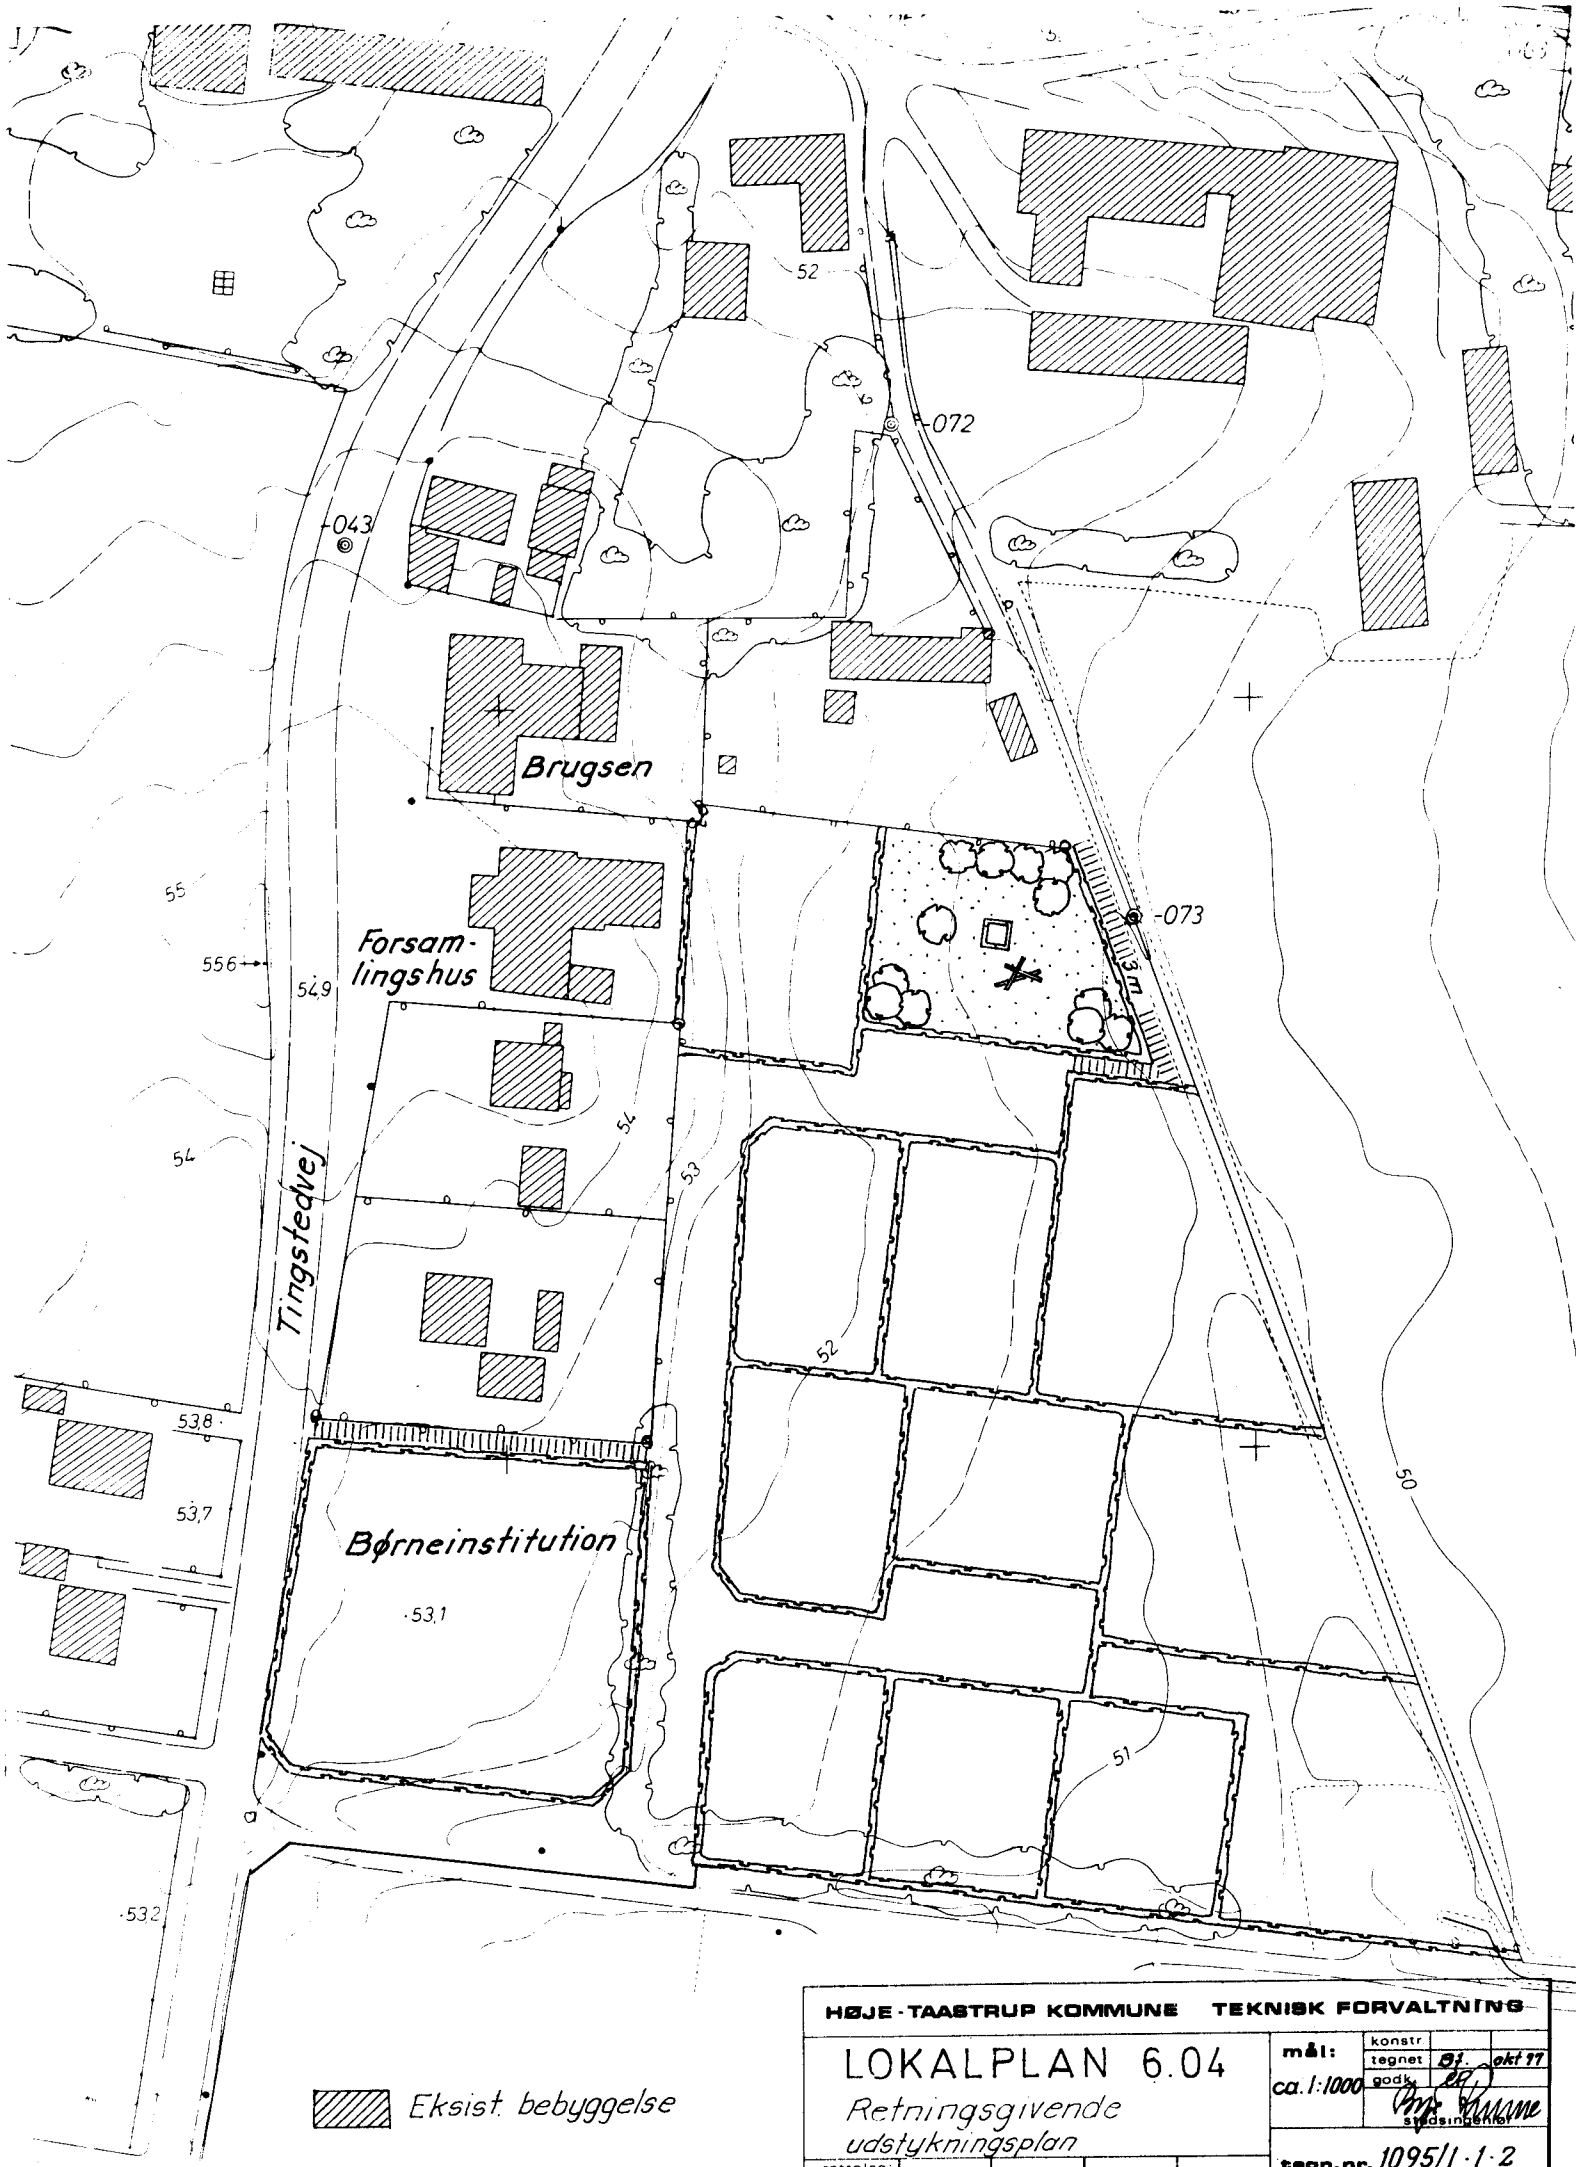 52
-072
-043
Brugsen
55
-073
Forsam-
lingshus
556
54,9
3m
54
53
54
Tingstedvej
52
53,8
50
53,7
Børneinstitution
53,1
51
53,2
HØJE-TAASTRUP KOMMUNE TEKNISK FORVALTNING
LOKALPLAN 6.04
Retningsgivende
udstykningsplan
mål:
ca. 1:1000
konstr.
tegnet okt 77
godk.
stadsingeniør
tegn.nr. 1095/1-1-2
Eksist. bebyggelse